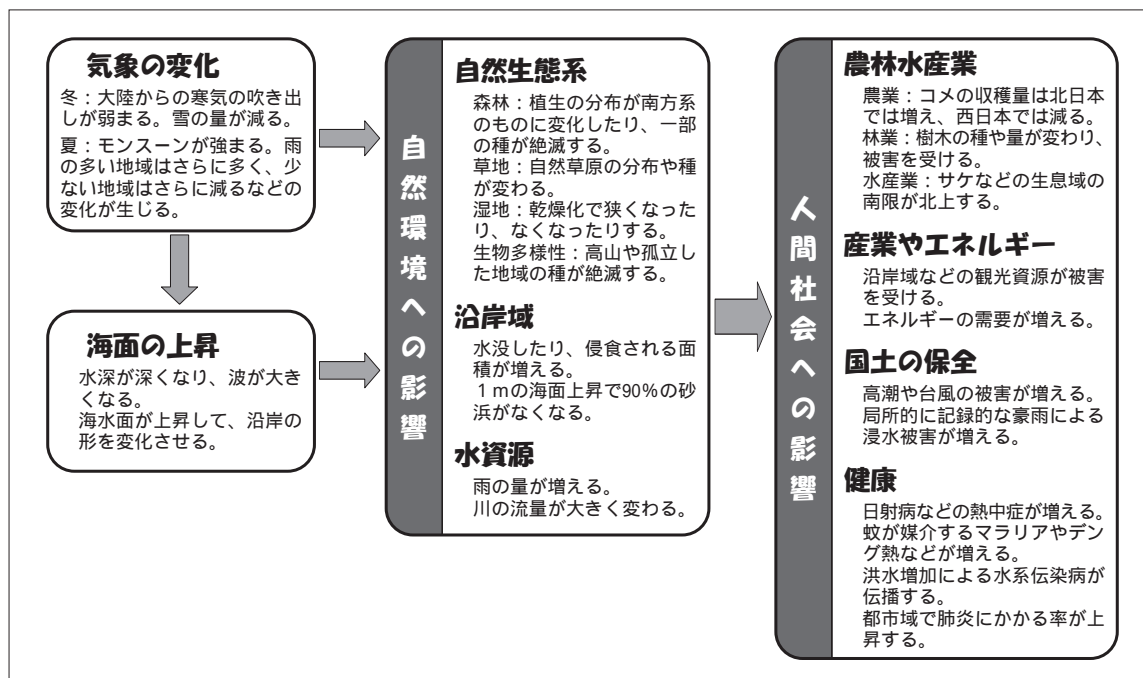 気象の変化
冬：大陸からの寒気の吹き出
しが弱まる。雪の量が減る。
夏：モンスーンが強まる。雨
の多い地域はさらに多く、少
ない地域はさらに減るなどの
変化が生じる。
海面の上昇
水深が深くなり、波が大き
くなる。
海水面が上昇して、沿岸の
形を変化させる。
自然環境への影響
自然生態系
森林：植生の分布が南方系
のものに変化したり、一部
の種が絶滅する。
草地：自然草原の分布や種
が変わる。
湿地：乾燥化で狭くなった
り、なくなったりする。
生物多様性：高山や孤立し
た地域の種が絶滅する。
沿岸域
水没したり、侵食される面
積が増える。
１ｍの海面上昇で90％の砂
浜がなくなる。
水資源
雨の量が増える。
川の流量が大きく変わる。
人間社会への影響
農林水産業
農業：コメの収穫量は北日本
では増え、西日本では減る。
林業：樹木の種や量が変わり、
被害を受ける。
水産業：サケなどの生息域の
南限が北上する。
産業やエネルギー
沿岸域などの観光資源が被害
を受ける。
エネルギーの需要が増える。
国土の保全
高潮や台風の被害が増える。
局所的に記録的な豪雨による
浸水被害が増える。
健康
日射病などの熱中症が増える。
蚊が媒介するマラリアやデン
グ熱などが増える。
洪水増加による水系伝染病が
伝播する。
都市域で肺炎にかかる率が上
昇する。